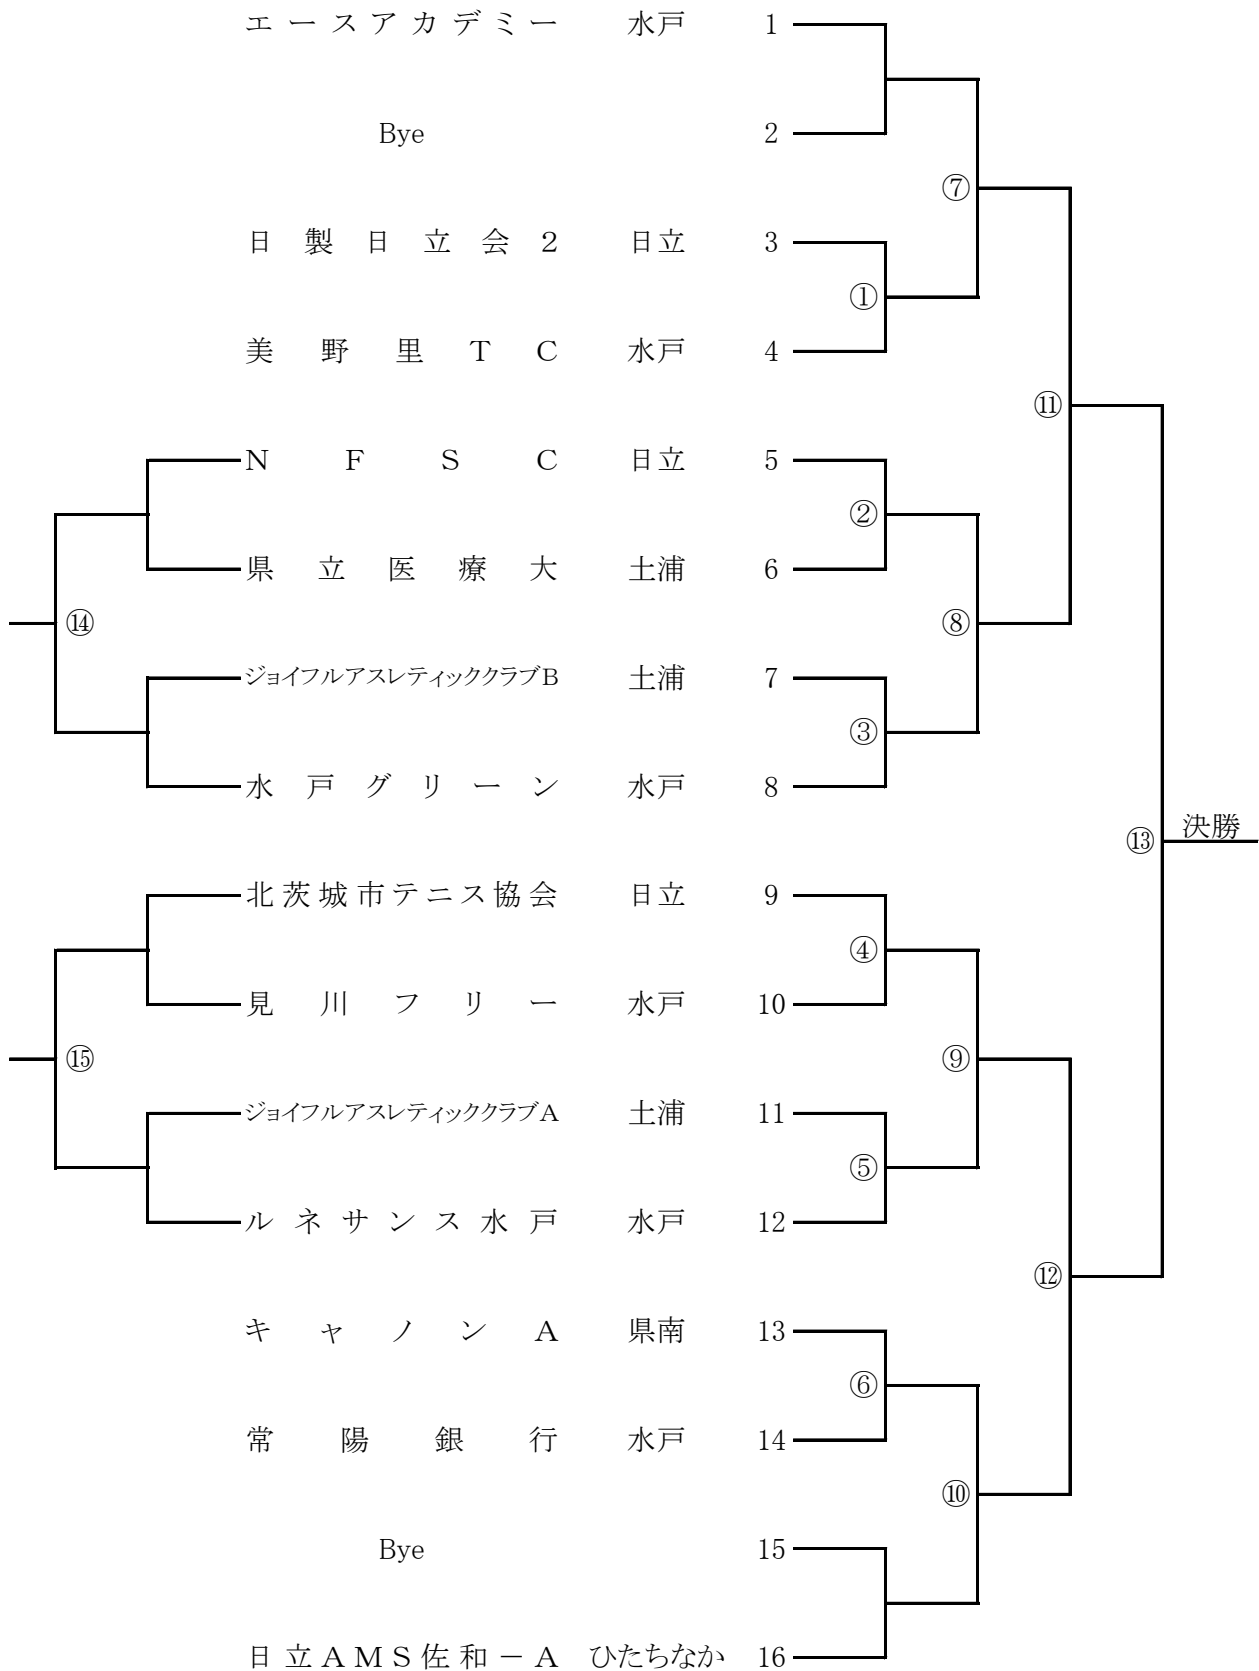 エースアカデミー 水戸 1
Bye 2
⑦
日製日立会2 日立 3
①
美野里TC 水戸 4
⑪
NFSC 日立 5
②
県立医療大 土浦 6
⑭ ⑧
ジョイフルアスレティッククラブB 土浦 7
③
水戸グリーン 水戸 8
決勝
⑬
北茨城市テニス協会 日立 9
④
見川フリー 水戸 10
⑮ ⑨
ジョイフルアスレティッククラブA 土浦 11
⑤
ルネサンス水戸 水戸 12
⑫
キャノンA 県南 13
⑥
常陽銀行 水戸 14
⑩
Bye 15
日立AMS佐和-A ひたちなか 16